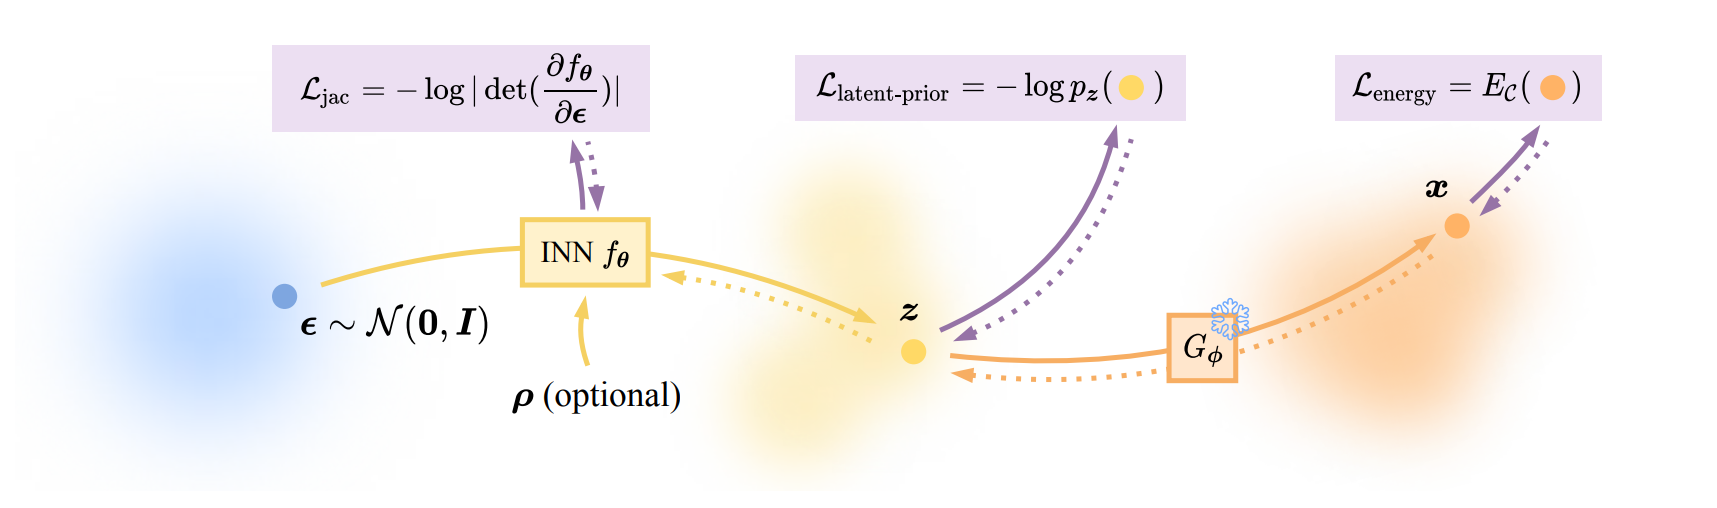 ℒ_jac = − log | det(∂f_θ/∂ϵ)|
ℒ_latent-prior = − log p_z( )
ℒ_energy = E_𝒞( )
x
INN f_θ
z
ϵ ∼ 𝒩(0, I)
G_ϕ
ρ (optional)